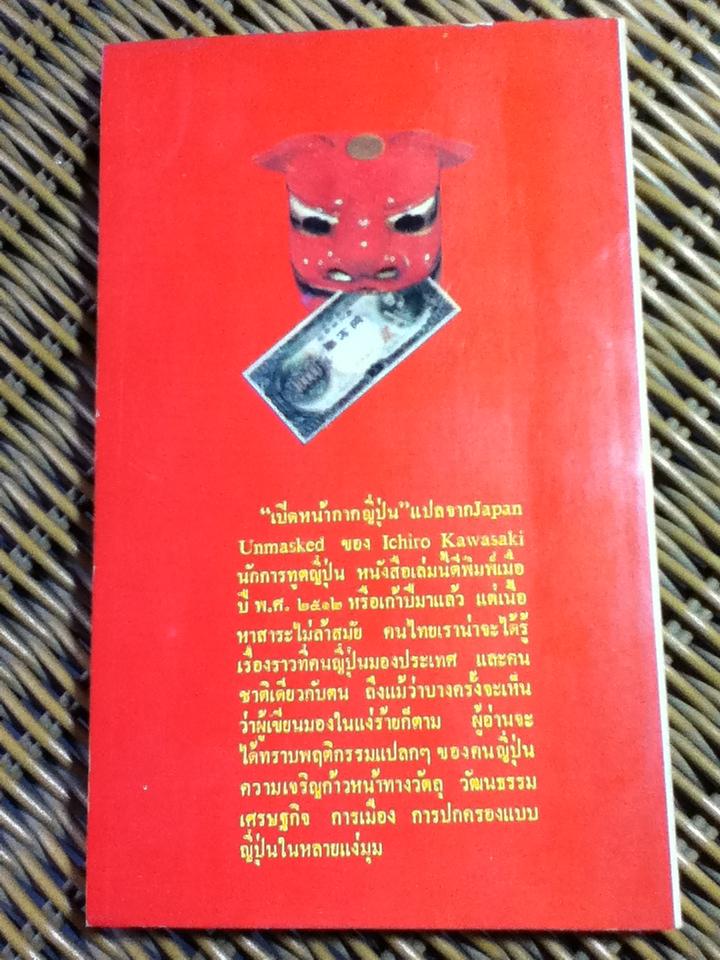 “เปิดหน้ากากญี่ปุ่น”แปลจากJapan
Unmasked ของ Ichiro Kawasaki
นักการทูตญี่ปุ่น หนังสือเล่มนี้ตีพิมพ์เมื่อ
ปี พ.ศ. ๒๕๑๒ หรือเก้าปีมาแล้ว แต่เนื้อ
หาสาระไม่ล้าสมัย คนไทยเราน่าจะได้รู้
เรื่องราวที่คนญี่ปุ่นมองประเทศ และคน
ชาติเดียวกับตน ถึงแม้ว่าบางครั้งจะเห็น
ว่าผู้เขียนมองในแง่ร้ายก็ตาม ผู้อ่านจะ
ได้ทราบพฤติกรรมแปลกๆ ของคนญี่ปุ่น
ความเจริญก้าวหน้าทางวัตถุ วัฒนธรรม
เศรษฐกิจ การเมือง การปกครองแบบ
ญี่ปุ่นในหลายแง่มุม